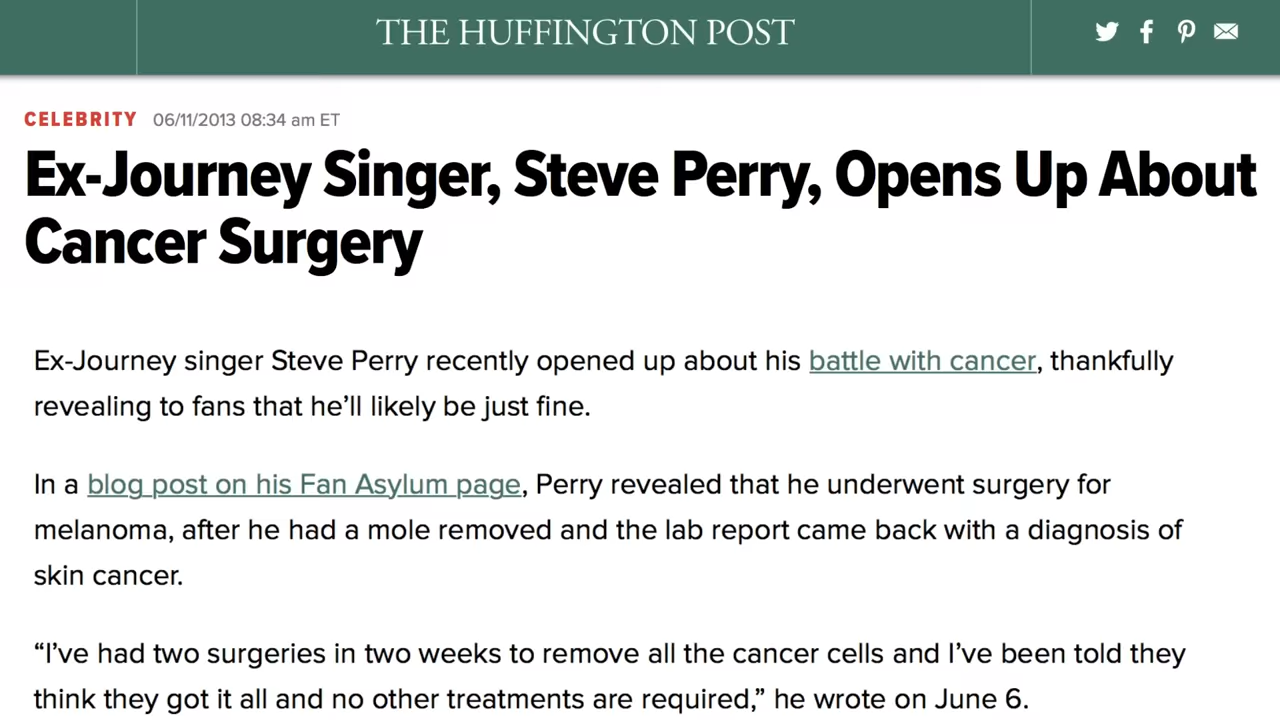 THE HUFFINGTON POST
CELEBRITY 06/11/2013 08:34 am ET
Ex-Journey Singer, Steve Perry, Opens Up About
Cancer Surgery
Ex-Journey singer Steve Perry recently opened up about his battle with cancer, thankfully
revealing to fans that he’ll likely be just fine.
In a blog post on his Fan Asylum page, Perry revealed that he underwent surgery for
melanoma, after he had a mole removed and the lab report came back with a diagnosis of
skin cancer.
“I’ve had two surgeries in two weeks to remove all the cancer cells and I’ve been told they
think they got it all and no other treatments are required,” he wrote on June 6.